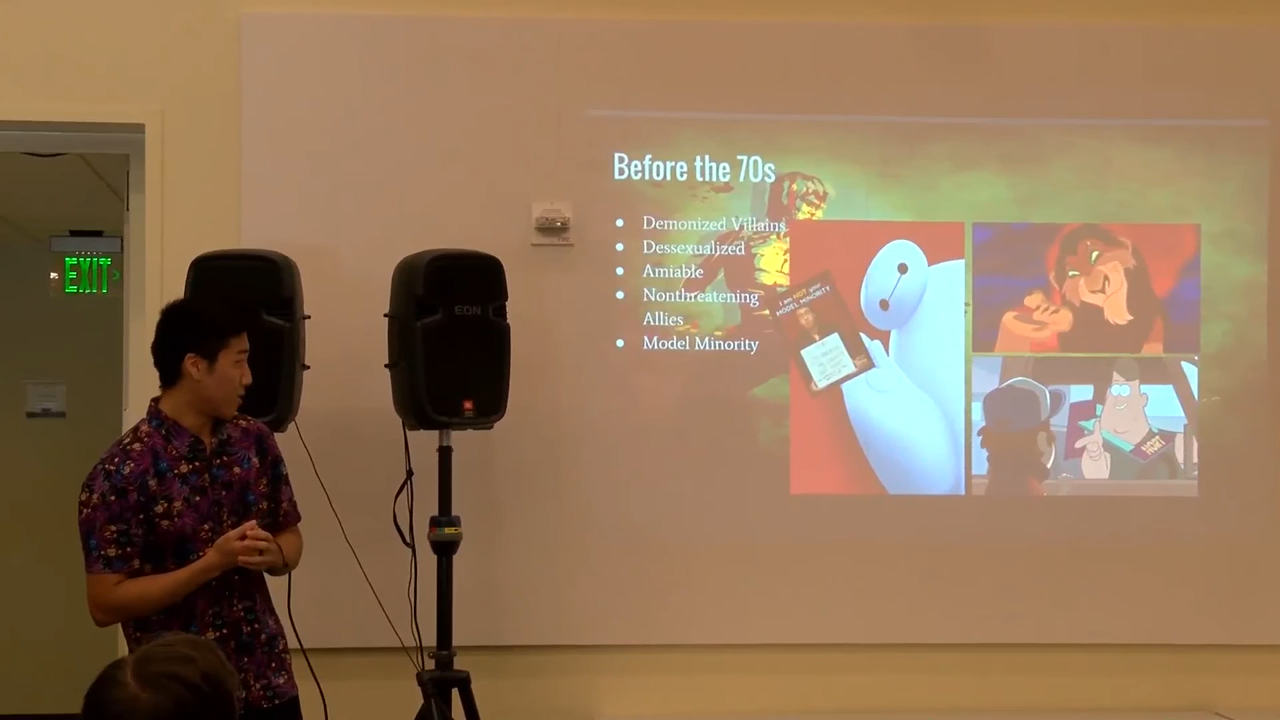 EXIT
EON
Before the 70s
● Demonized Villains
● Dessexualized
● Amiable
● Nonthreatening
Allies
● Model Minority
I am NOT your
MODEL MINORITY